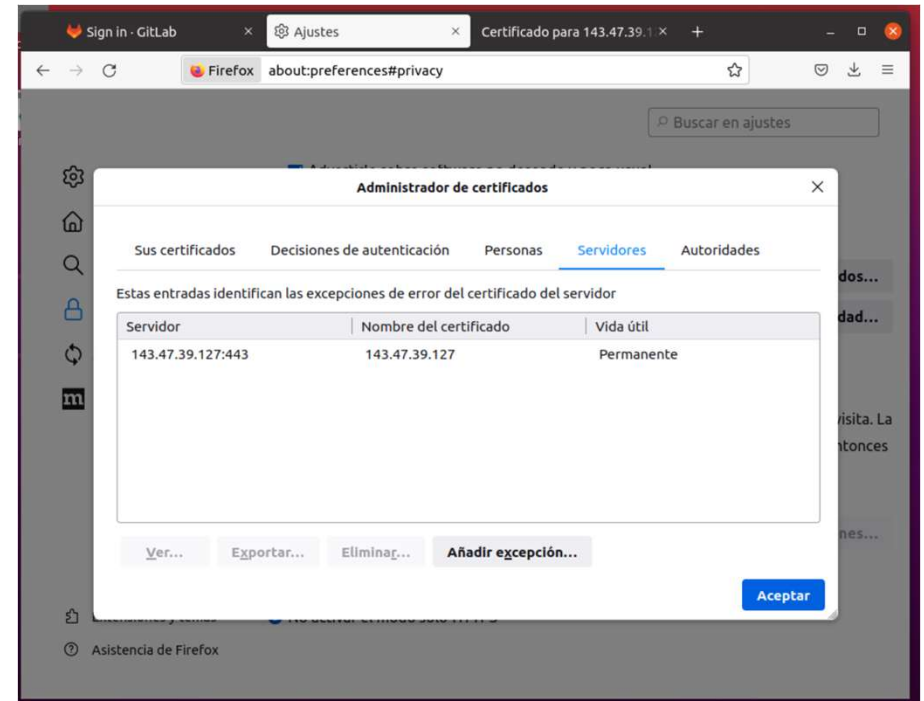 Sign in · GitLab
Ajustes
Certificado para 143.47.39.1
Firefox about:preferences#privacy
Buscar en ajustes
Administrador de certificados
Sus certificados Decisiones de autenticación Personas Servidores Autoridades
dos...
Estas entradas identifican las excepciones de error del certificado del servidor
dad...
Servidor Nombre del certificado Vida útil
143.47.39.127:443 143.47.39.127 Permanente
m
visita. La
ntonces
nes...
Ver... Exportar... Eliminar... Añadir excepción...
Aceptar
Asistencia de Firefox